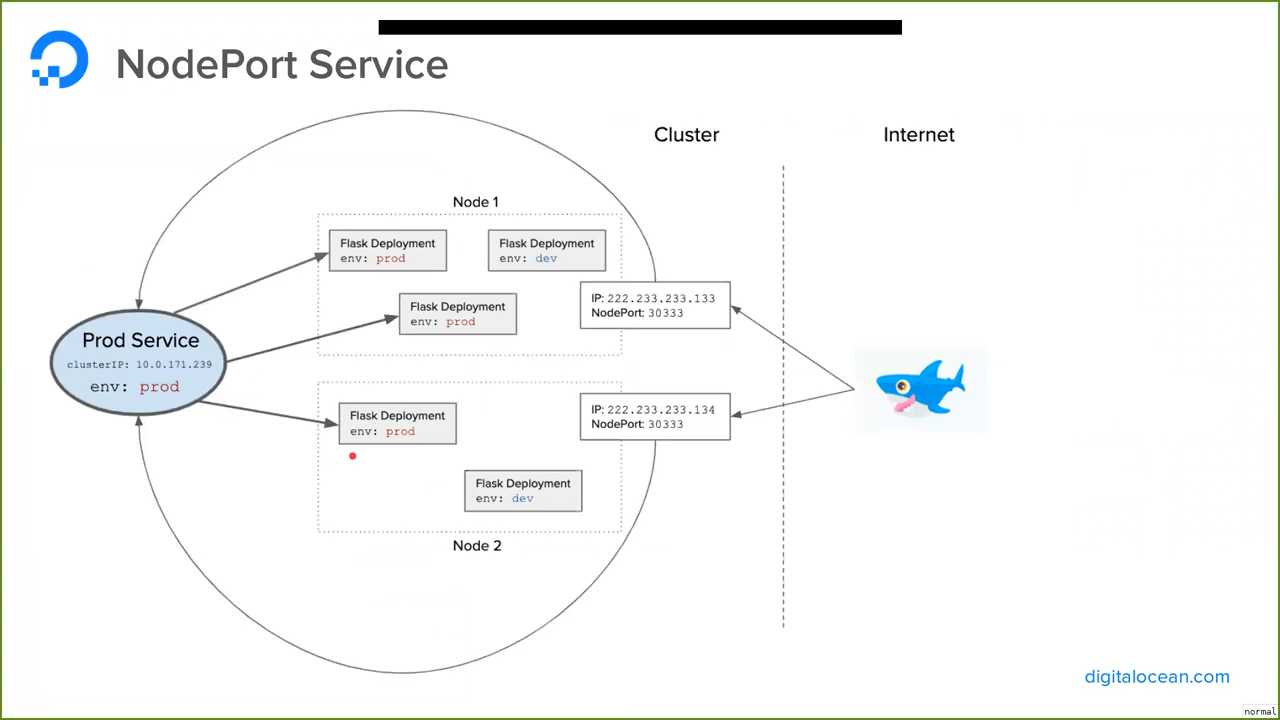 NodePort Service
Cluster
Internet
Node 1
Flask Deployment
env: prod
Flask Deployment
env: dev
Flask Deployment
env: prod
IP: 222.233.233.133
NodePort: 30333
Prod Service
clusterIP: 10.0.171.239
env: prod
Flask Deployment
env: prod
IP: 222.233.233.134
NodePort: 30333
Flask Deployment
env: dev
Node 2
digitalocean.com
normal